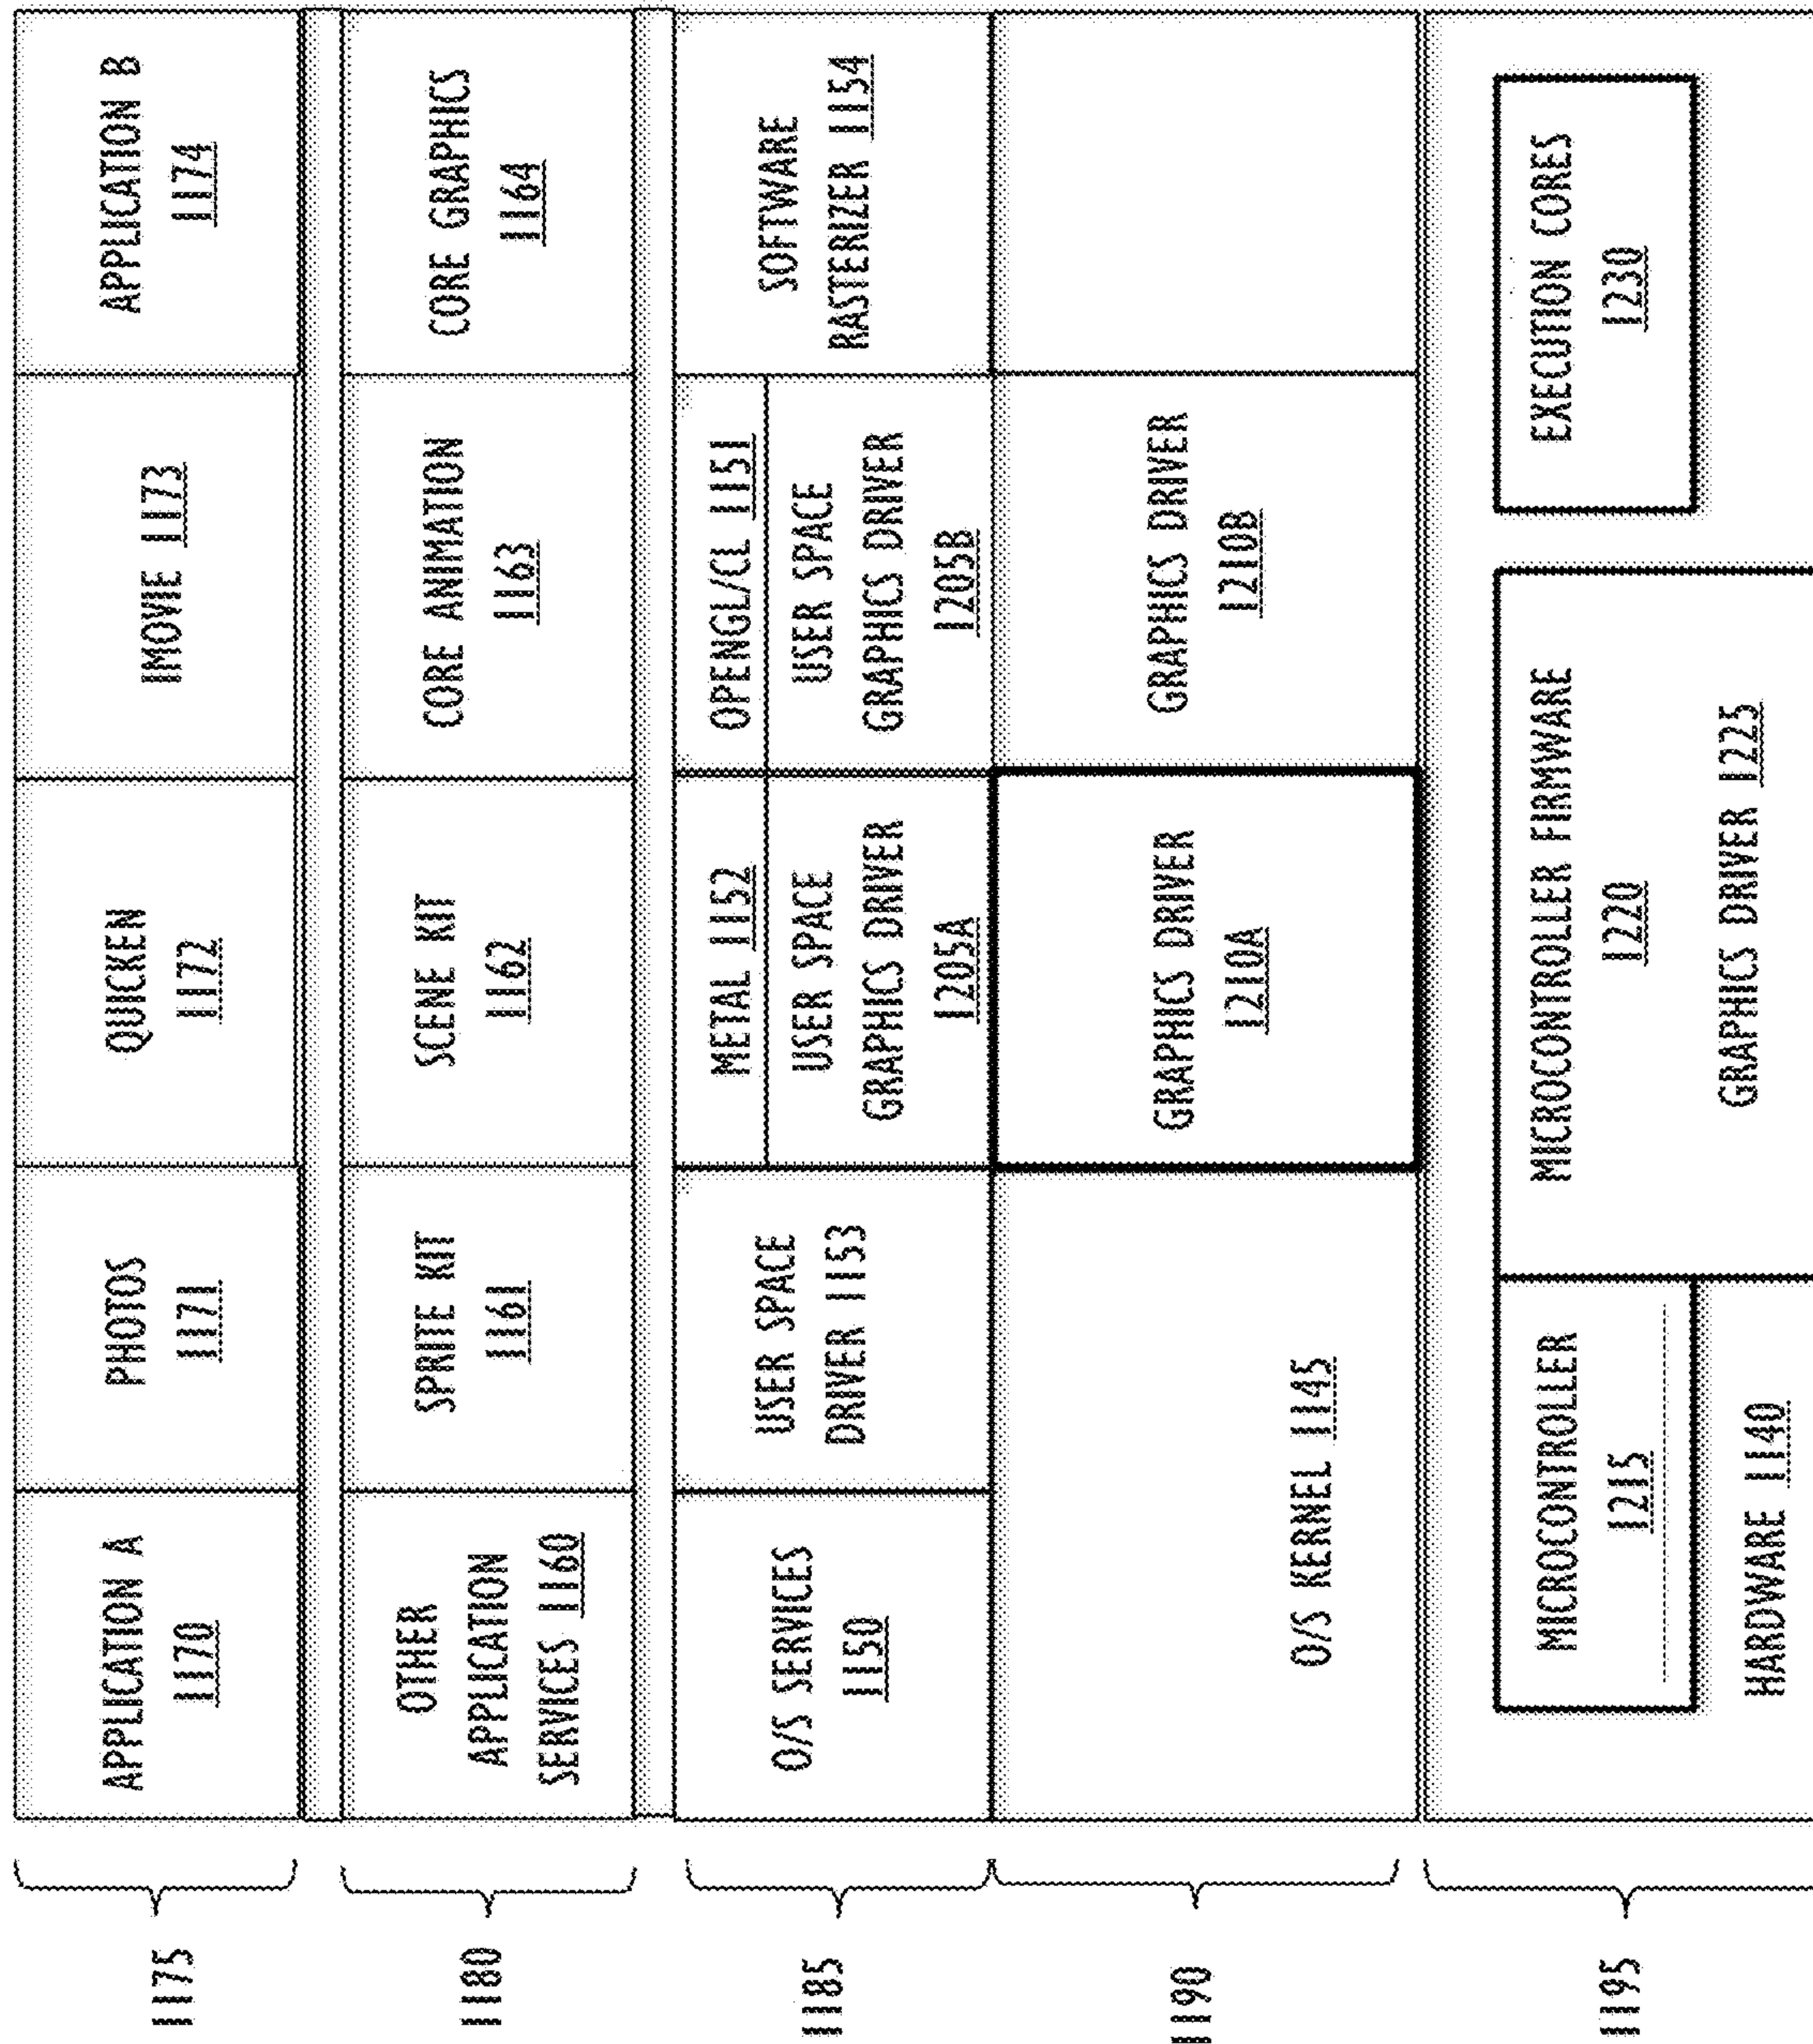 1175
APPLICATION A
1170
PHOTOS
1171
QUICKEN
1172
IMOVIE 1173
APPLICATION B
1174
1180
OTHER
APPLICATION
SERVICES 1160
SPRITE KIT
1161
SCENE KIT
1162
CORE ANIMATION
1163
CORE GRAPHICS
1164
1185
O/S SERVICES
1150
USER SPACE
DRIVER 1153
METAL 1152
USER SPACE
GRAPHICS DRIVER
1205A
OPENGL/CL 1151
USER SPACE
GRAPHICS DRIVER
1205B
SOFTWARE
RASTERIZER 1154
1190
O/S KERNEL 1145
GRAPHICS DRIVER
1210A
GRAPHICS DRIVER
1210B
1195
MICROCONTROLLER
1215
HARDWARE 1140
MICROCONTROLLER FIRMWARE
1220
GRAPHICS DRIVER 1225
EXECUTION CORES
1230